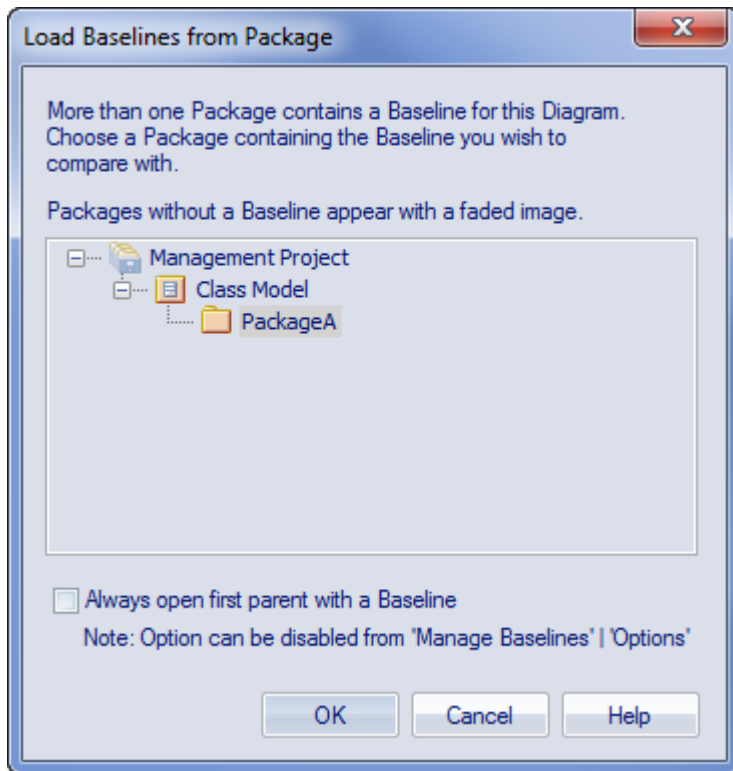 Load Baselines from Package
More than one Package contains a Baseline for this Diagram.
Choose a Package containing the Baseline you wish to
compare with.
Packages without a Baseline appear with a faded image.
Management Project
Class Model
PackageA
Always open first parent with a Baseline
Note: Option can be disabled from 'Manage Baselines' | 'Options'
OK
Cancel
Help